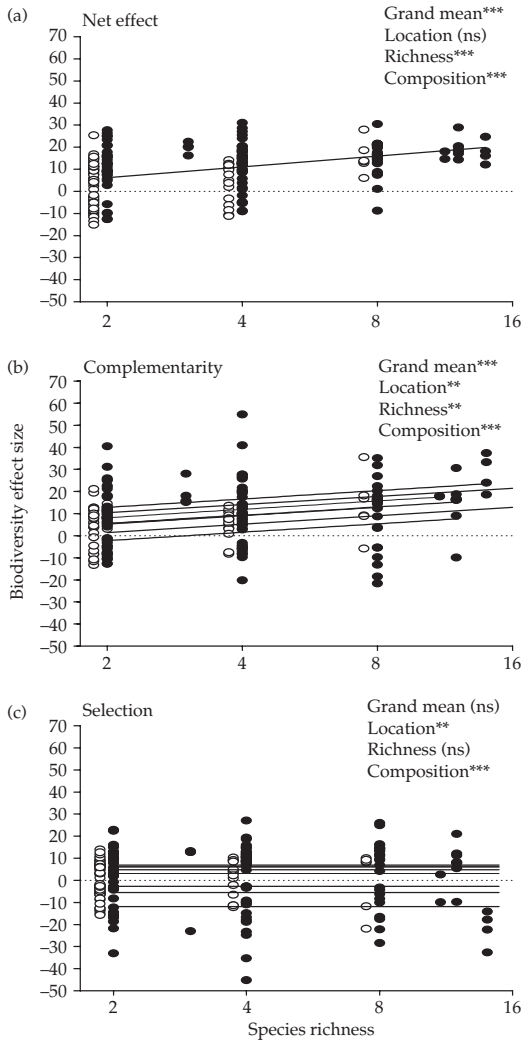 (a)
Net effect
Grand mean***
Location (ns)
Richness***
Composition***
70
60
50
40
30
20
10
0
−10
−20
−30
−40
−50
2 4 8 16
(b)
Complementarity
Grand mean***
Location**
Richness**
Composition***
Biodiversity effect size
70
60
50
40
30
20
10
0
−10
−20
−30
−40
−50
2 4 8 16
(c)
Selection
Grand mean (ns)
Location**
Richness (ns)
Composition***
70
60
50
40
30
20
10
0
−10
−20
−30
−40
−50
2 4 8 16
Species richness